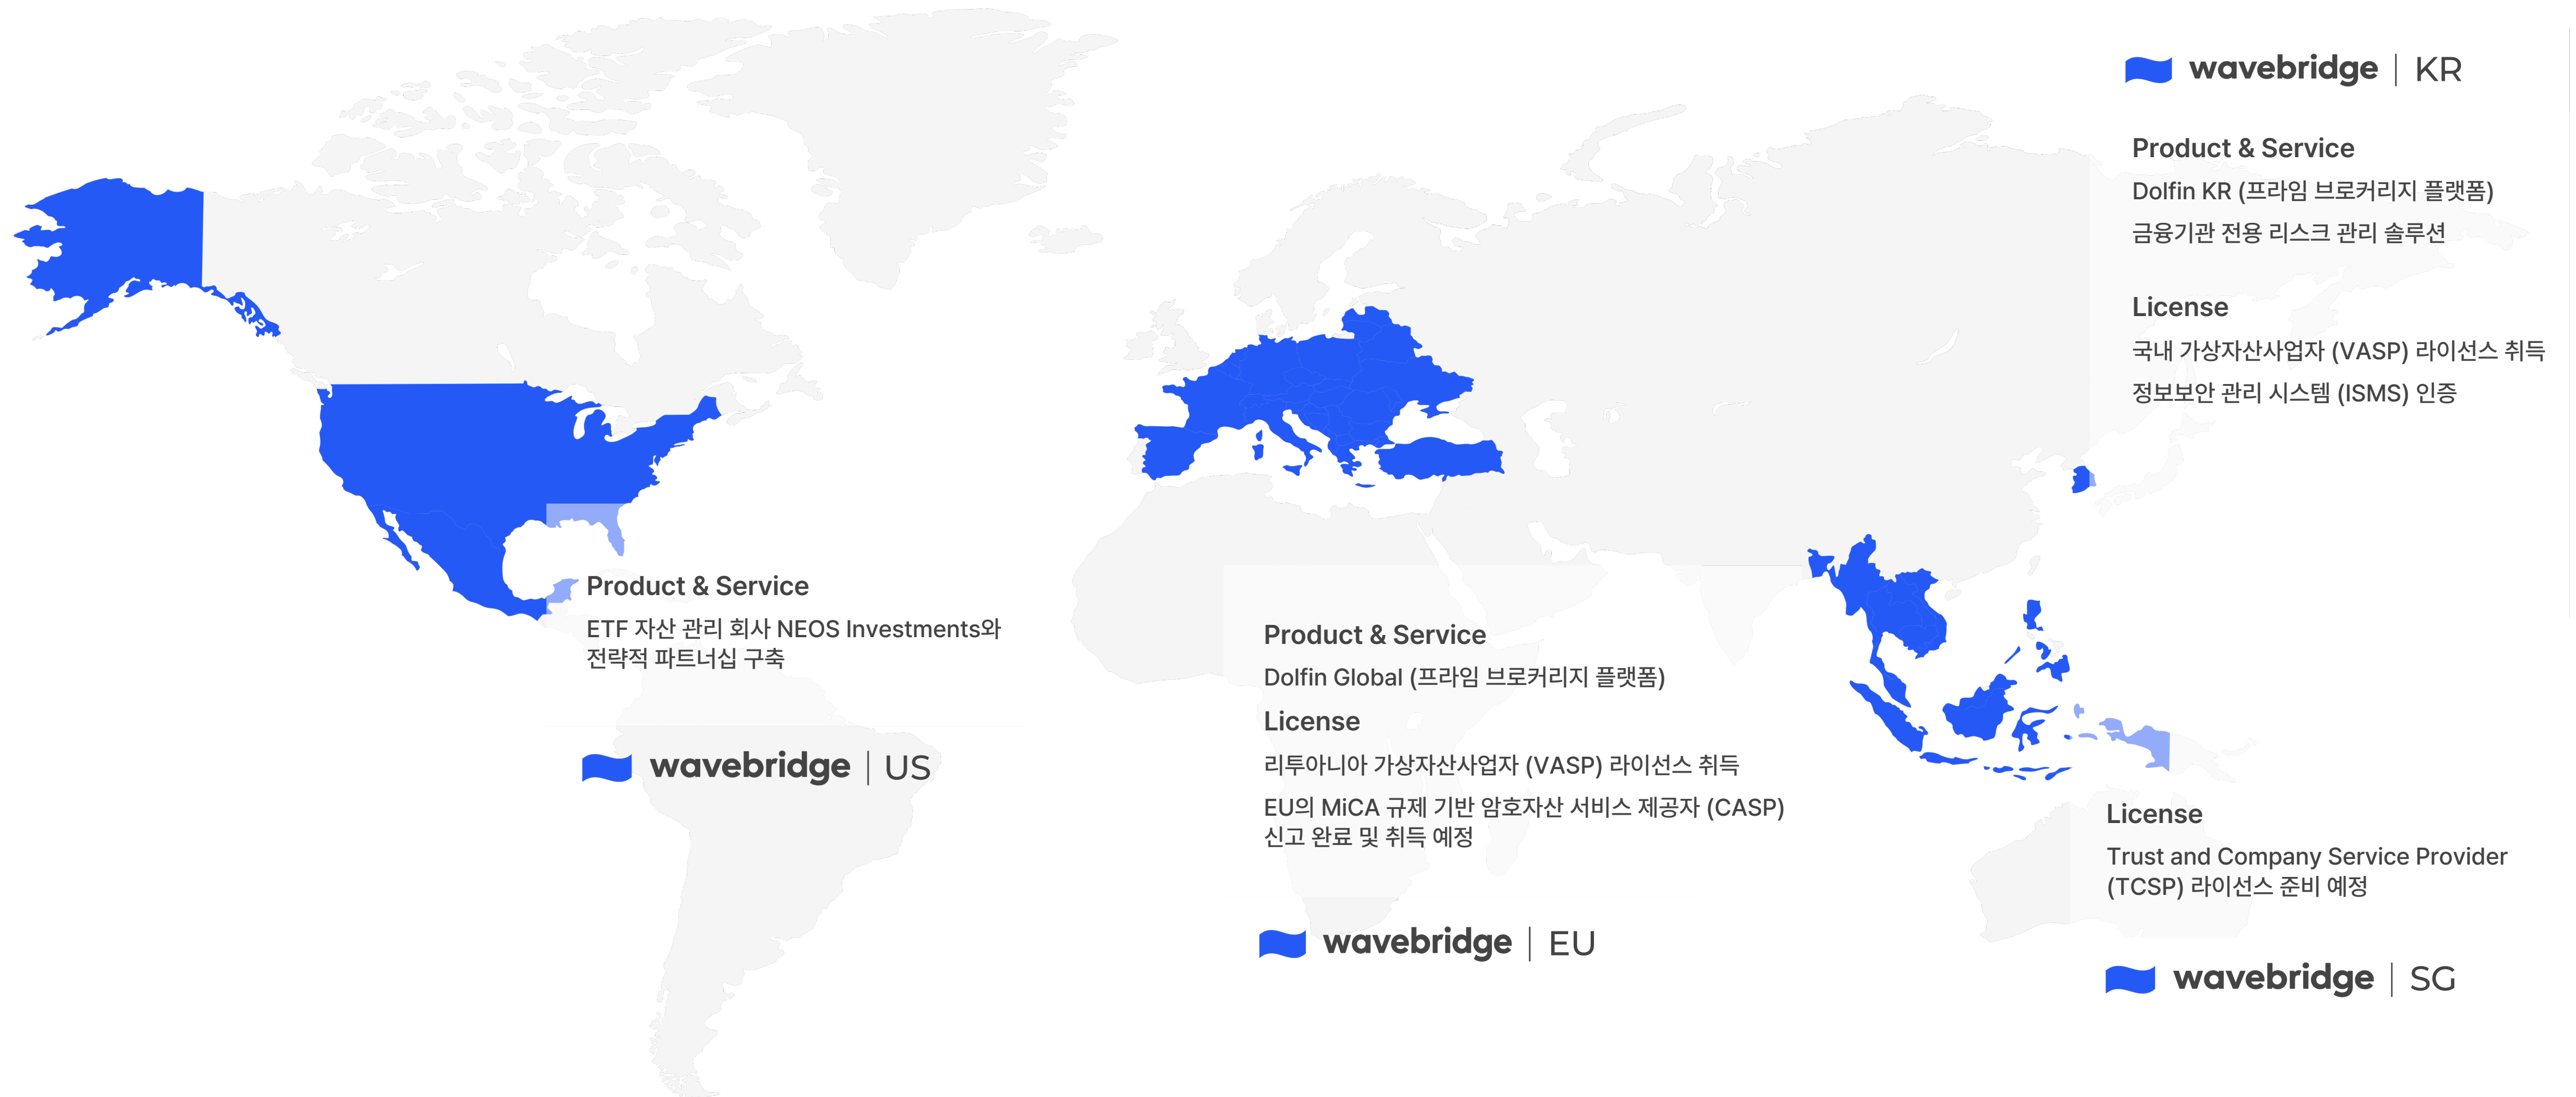 wavebridge | KR
Product & Service
Dolfin KR (프라임 브로커리지 플랫폼)
금융기관 전용 리스크 관리 솔루션
License
국내 가상자산사업자 (VASP) 라이선스 취득
정보보안 관리 시스템 (ISMS) 인증
Product & Service
ETF 자산 관리 회사 NEOS Investments와
전략적 파트너십 구축
wavebridge | US
Product & Service
Dolfin Global (프라임 브로커리지 플랫폼)
License
리투아니아 가상자산사업자 (VASP) 라이선스 취득
EU의 MiCA 규제 기반 암호자산 서비스 제공자 (CASP)
신고 완료 및 취득 예정
wavebridge | EU
License
Trust and Company Service Provider
(TCSP) 라이선스 준비 예정
wavebridge | SG